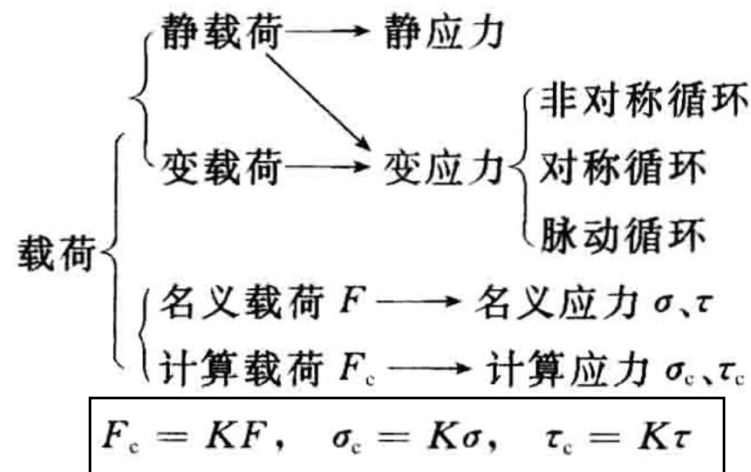 静载荷 静应力
非对称循环
变载荷 变应力 对称循环
脉动循环
载荷
名义载荷 F 名义应力 σ、τ
计算载荷 Fc 计算应力 σc、τc
Fc = KF, σc = Kσ, τc = Kτ